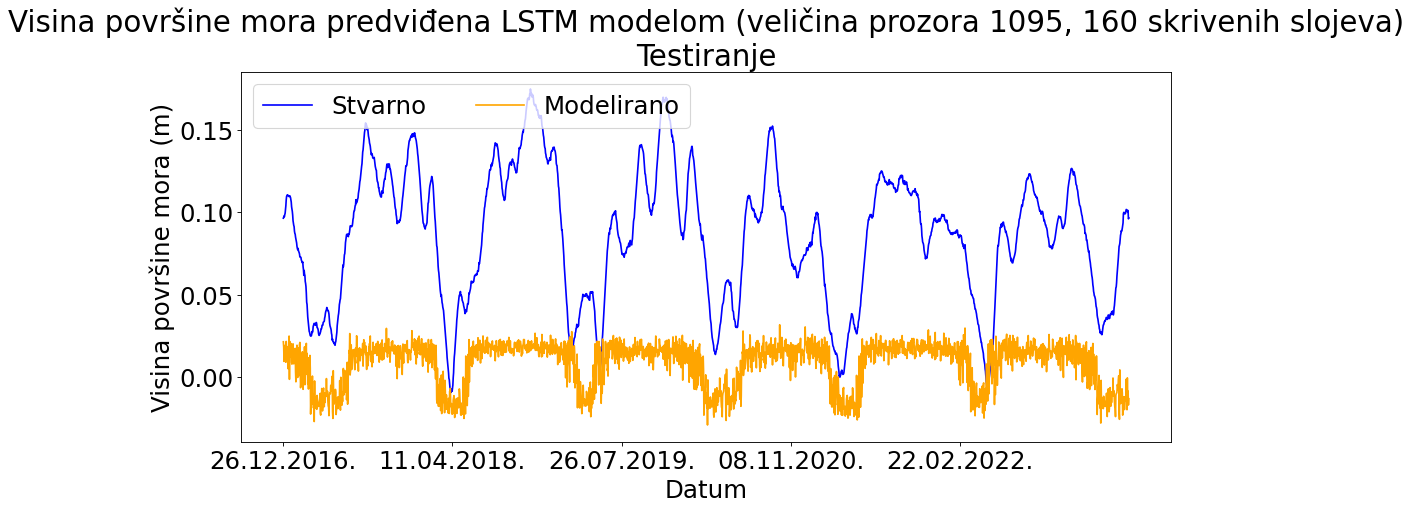 Visina površine mora predviđena LSTM modelom (veličina prozora 1095, 160 skrivenih slojeva)
Testiranje
Stvarno
Modelirano
Visina površine mora (m)
0.15
0.10
0.05
0.00
26.12.2016.
11.04.2018.
26.07.2019.
08.11.2020.
22.02.2022.
Datum